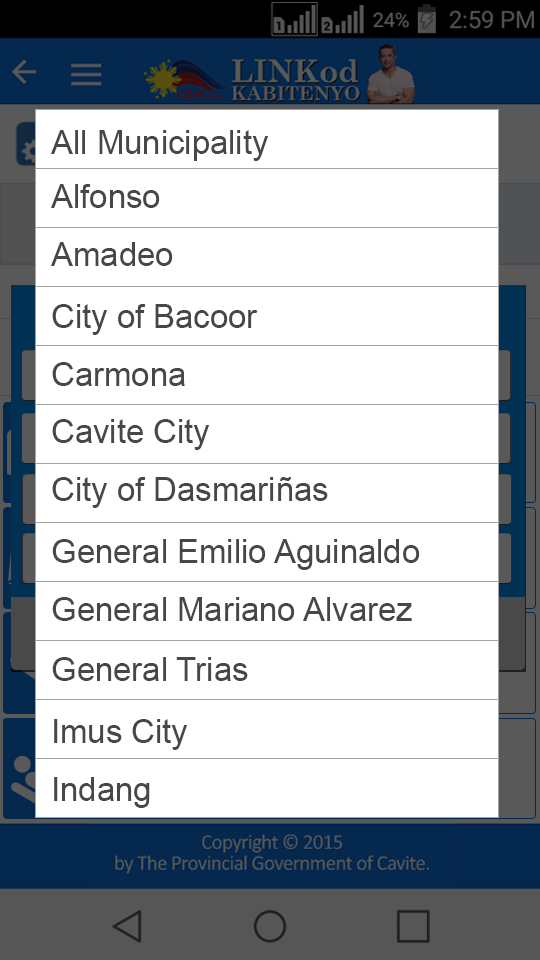 1 2 24% 2:59 PM
LINKod
KABITENYO
All Municipality
Alfonso
Amadeo
City of Bacoor
Carmona
Cavite City
City of Dasmariñas
General Emilio Aguinaldo
General Mariano Alvarez
General Trias
Imus City
Indang
Copyright © 2015
by The Provincial Government of Cavite.